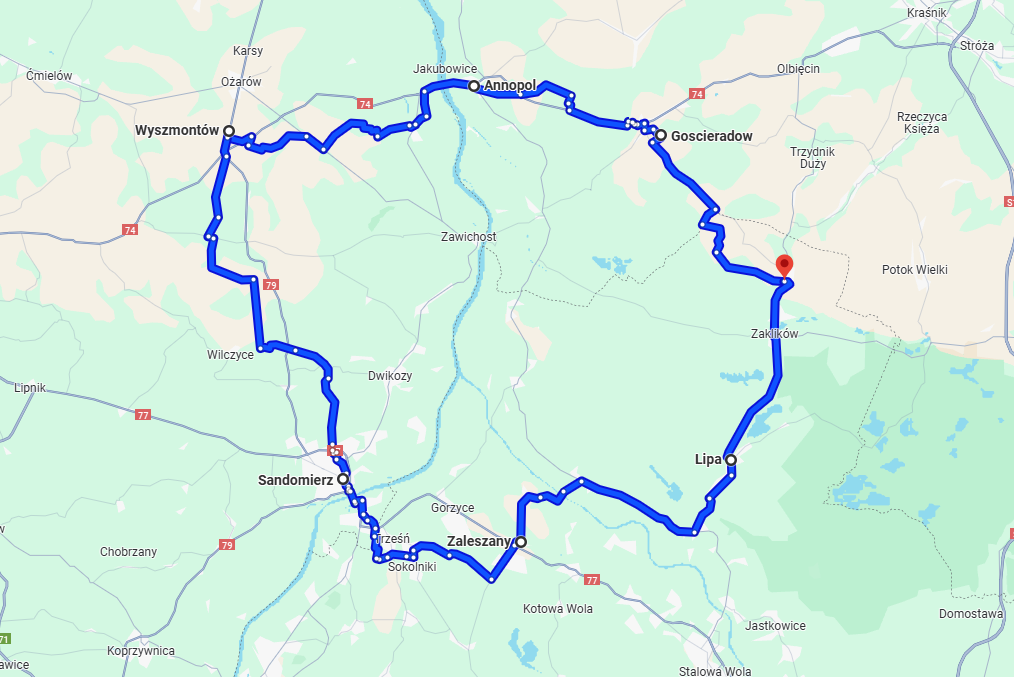 Kraśnik
Karsy
Stróża
Ćmielów
Jakubowice
Olbięcin
Ożarów
Annopol
74
74
Rzeczyca
Księża
Wyszmontów
Goscieradow
Trzydnik
Duży
74
Zawichost
79
Potok Wielki
Zaklików
Wilczyce
Dwikozy
Lipnik
77
Lipa
Sandomierz
Gorzyce
Trześń
Zaleszany
79
Chobrzany
Sokolniki
77
Kotowa Wola
Domostawa
Jastkowice
71
Koprzywnica
awice
Stalowa Wola